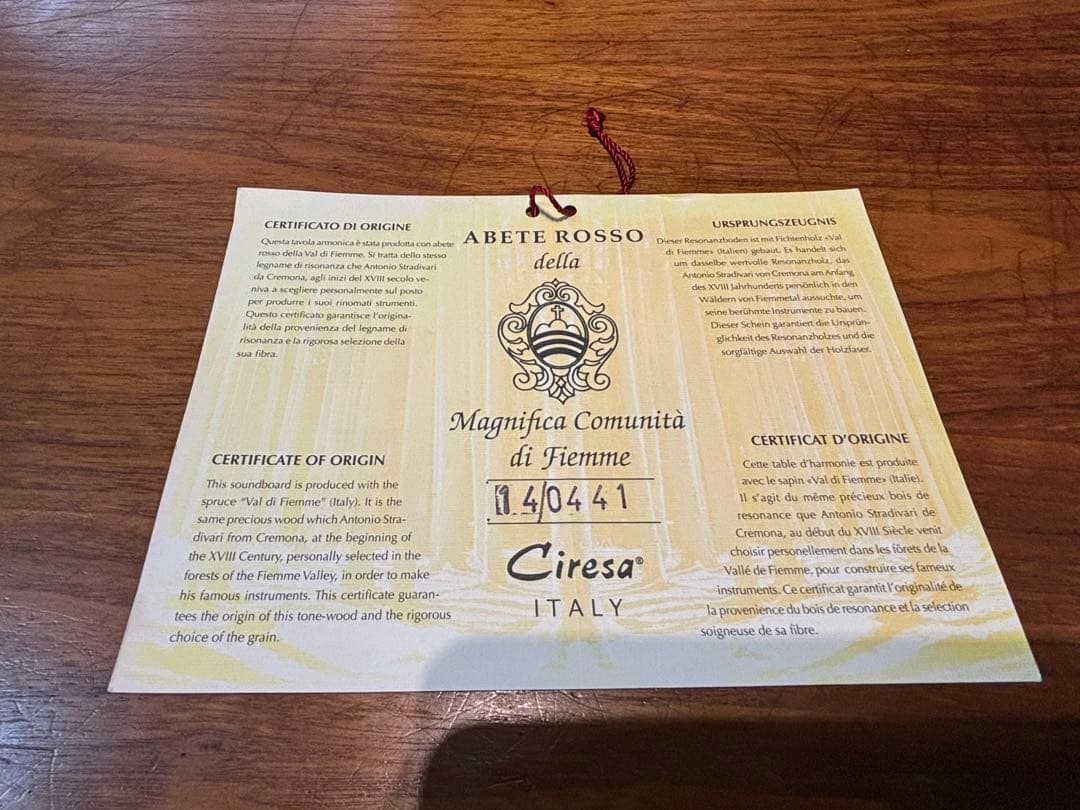 CERTIFICATO DI ORIGINE
Questa tavola armonica è stata prodotta con abete
rosso della Val di Fiemme. Si tratta dello stesso
legname di risonanza che Antonio Stradivari
da Cremona, agli inizi del XVIII secolo ve-
niva a scegliere personalmente sul posto
per produrre i suoi rinomati strumenti.
Questo certificato garantisce l'origina-
lità della provenienza del legname di
risonanza e la rigorosa selezione della
sua fibra.
ABETE ROSSO
della
Magnifica Comunità
di Fiemme
14/0441
Ciresa®
ITALY
URSPRUNGSZEUGNIS
Dieser Resonanzboden ist mit Fichtenholz «Val
di Fiemme» (Italien) gebaut. Es handelt sich
um dasselbe wertvolle Resonanzholz, das
Antonio Stradivari von Cremona am Anfang
des XVIII Jahrhunderts persönlich in den
Wäldern von Fiemmetal aussuchte, um
seine berühmte Instrumente zu bauen.
Dieser Schein garantiert die Ursprün-
glichkeit des Resonanzholzes und die
sorgfältige Auswahl der Holzfaser.
CERTIFICATE OF ORIGIN
This soundboard is produced with the
spruce "Val di Fiemme" (Italy). It is the
same precious wood which Antonio Stra-
divari from Cremona, at the beginning of
the XVIII Century, personally selected in the
forests of the Fiemme Valley, in order to make
his famous instruments. This certificate guaran-
tees the origin of this tone-wood and the rigorous
choice of the grain.
CERTIFICAT D'ORIGINE
Cette table d'harmonie est produite
avec le sapin «Val di Fiemme» (Italie).
Il s'agit du même précieux bois de
resonance que Antonio Stradivari de
Cremona, au début du XVIII Siècle venit
choisir personellement dans les fôrets de la
Vallé de Fiemme, pour construire ses fameux
instruments. Ce certificat garantit l'originalité de
la provenience du bois de resonance et la selection
soigneuse de sa fibre.